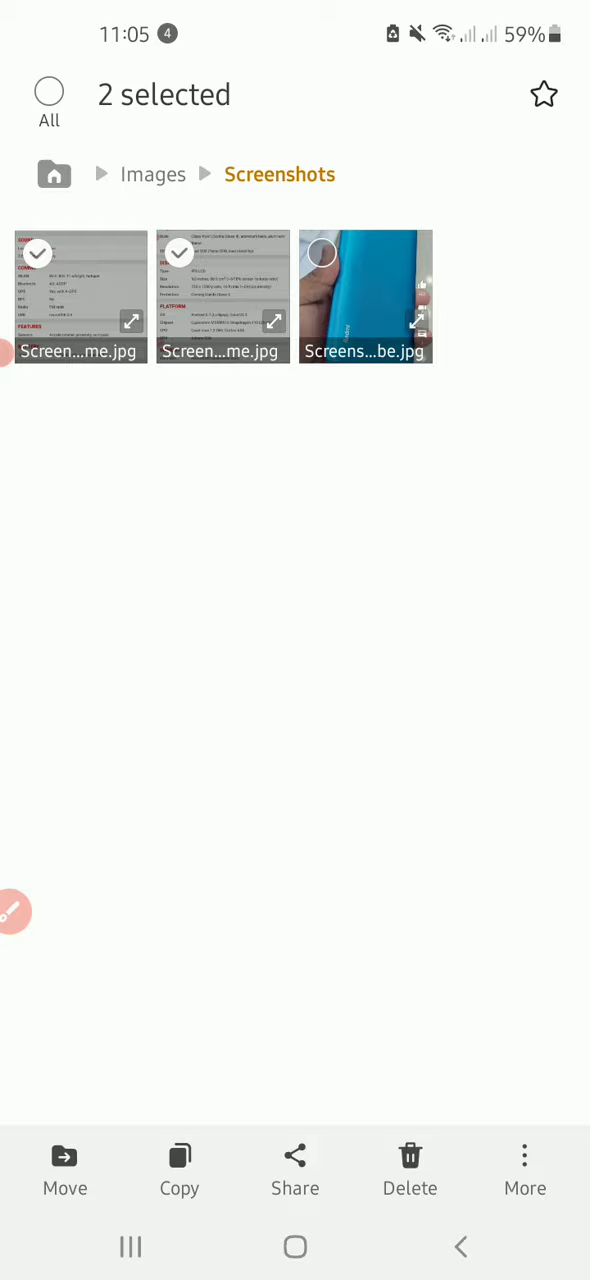 11:05 4 59%
All 2 selected
Images Screenshots
Screen...me.jpg Screen...me.jpg Screens...be.jpg
Move Copy Share Delete More